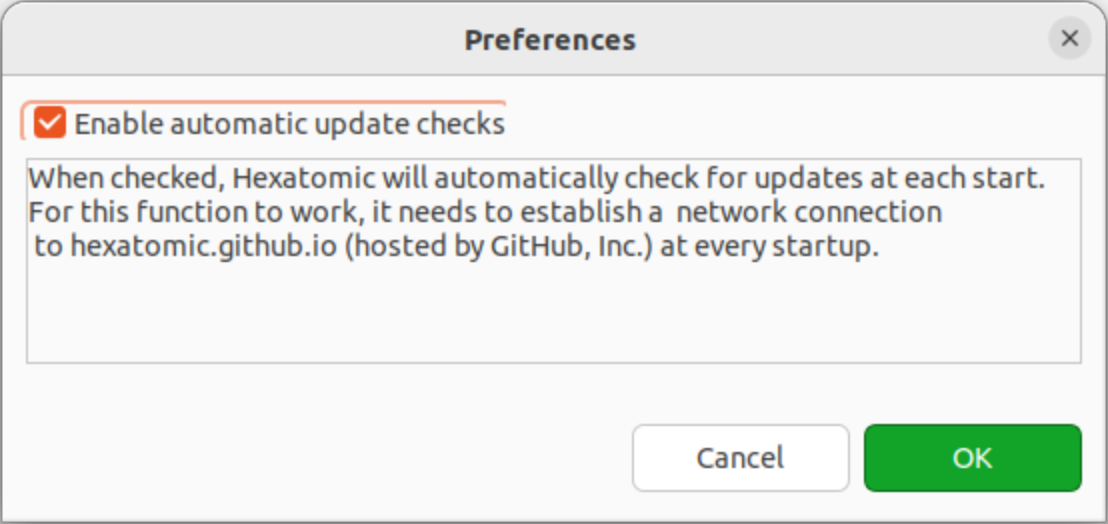 Preferences
Enable automatic update checks
When checked, Hexatomic will automatically check for updates at each start.
For this function to work, it needs to establish a  network connection
 to hexatomic.github.io (hosted by GitHub, Inc.) at every startup.
Cancel
OK